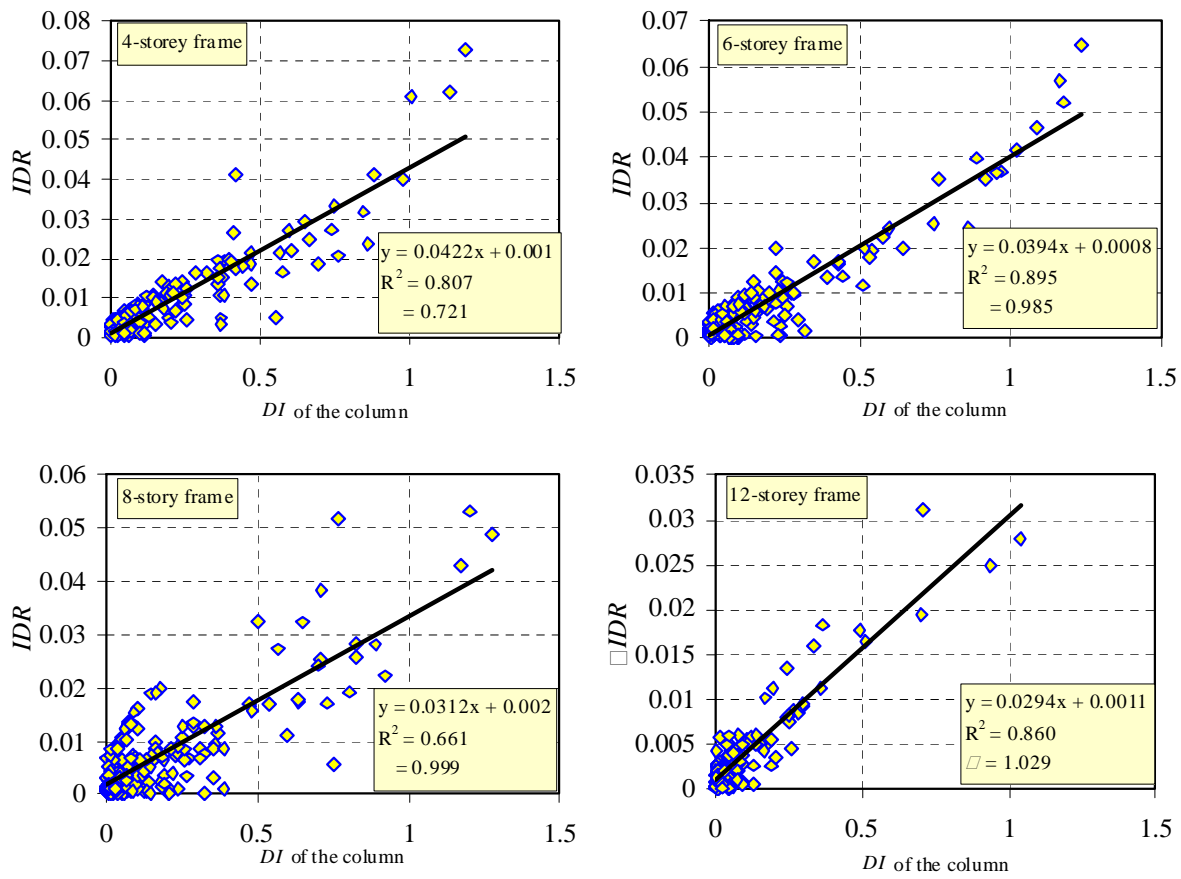 4-storey frame
0.08
0.07
0.06
0.05
0.04
0.03
0.02
0.01
0
IDR
y = 0.0422x + 0.001
R² = 0.807
= 0.721
0 0.5 1 1.5
DI of the column
6-storey frame
0.07
0.06
0.05
0.04
0.03
0.02
0.01
0
IDR
y = 0.0394x + 0.0008
R² = 0.895
= 0.985
0 0.5 1 1.5
DI of the column
8-story frame
0.06
0.05
0.04
0.03
0.02
0.01
0
IDR
y = 0.0312x + 0.002
R² = 0.661
= 0.999
0 0.5 1 1.5
DI of the column
12-storey frame
0.035
0.03
0.025
0.02
0.015
0.01
0.005
0
□IDR
y = 0.0294x + 0.0011
R² = 0.860
□ = 1.029
0 0.5 1 1.5
DI of the column